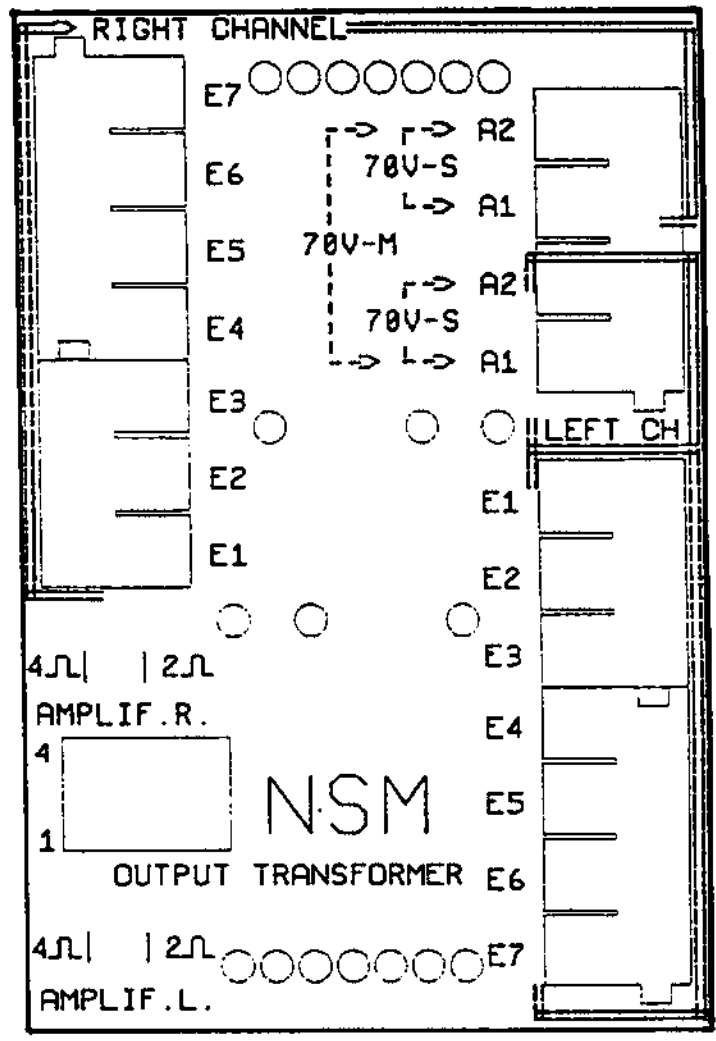 RIGHT CHANNEL
E7
E6
E5
E4
E3
E2
E1
A2
70V-S
A1
70V-M
A2
70V-S
A1
LEFT CH
E1
E2
E3
E4
E5
E6
E7
4Ω 2Ω
AMPLIF.R.
4
1
NSM
OUTPUT TRANSFORMER
4Ω 2Ω
AMPLIF.L.